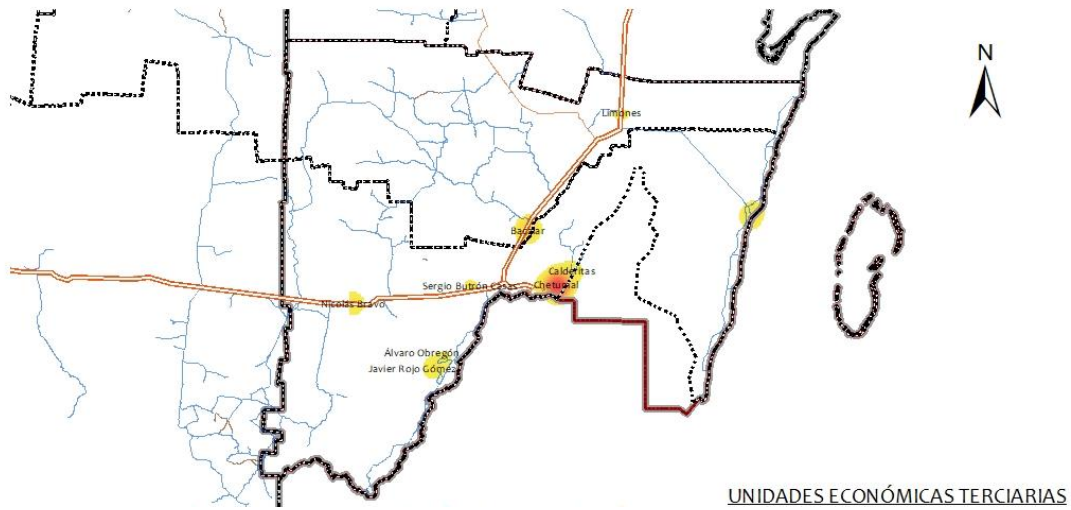 N
Limones
Bacalar
Calderitas
Sergio Butrón Casas
Chetumal
Nicolás Bravo
Álvaro Obregón
Javier Rojo Gómez
UNIDADES ECONÓMICAS TERCIARIAS